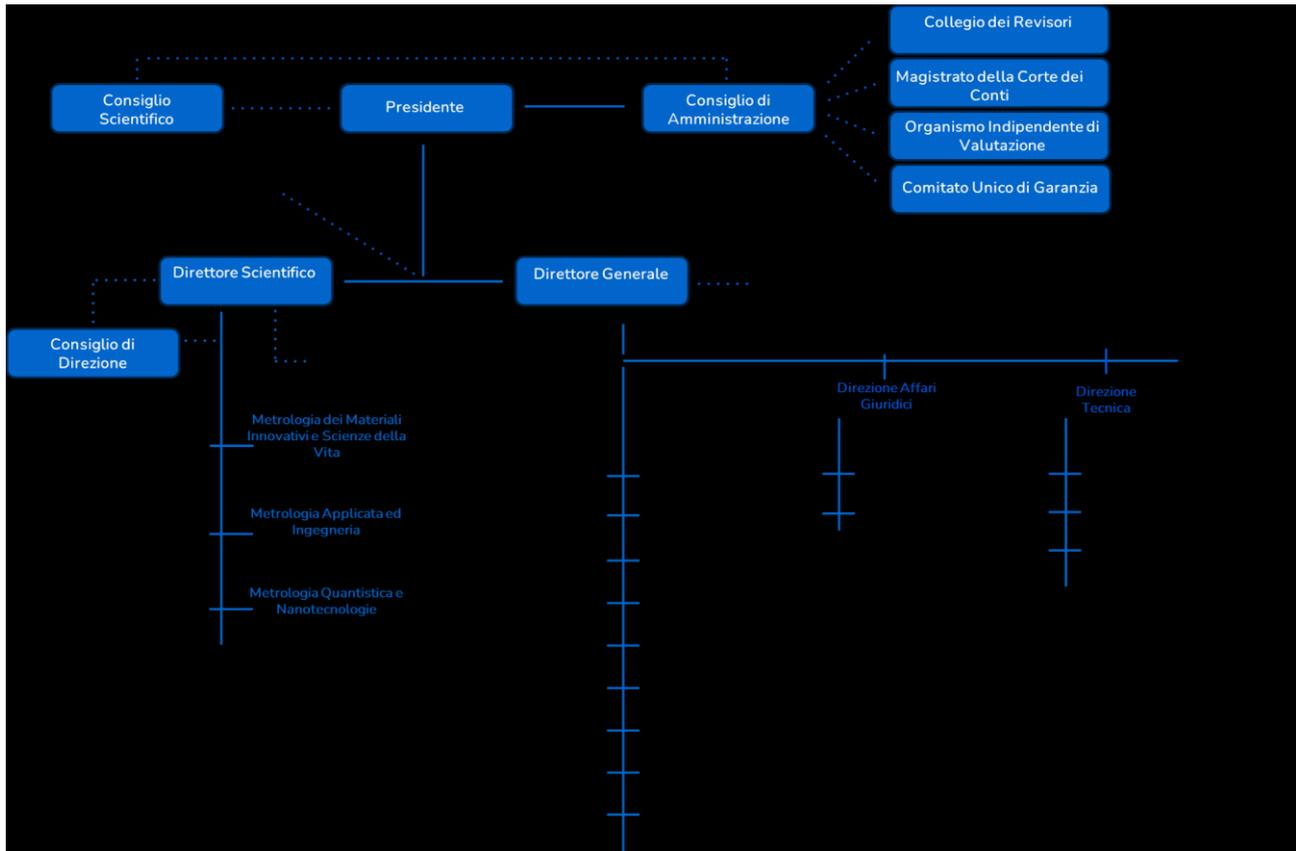 Collegio dei Revisori
Consiglio
Scientifico
Presidente
Consiglio di
Amministrazione
Magistrato della Corte dei
Conti
Organismo Indipendente di
Valutazione
Comitato Unico di Garanzia
Direttore Scientifico
Direttore Generale
Consiglio di
Direzione
Direzione Affari
Giuridici
Direzione
Tecnica
Metrologia dei Materiali
Innovativi e Scienze della
Vita
Metrologia Applicata ed
Ingegneria
Metrologia Quantistica e
Nanotecnologie